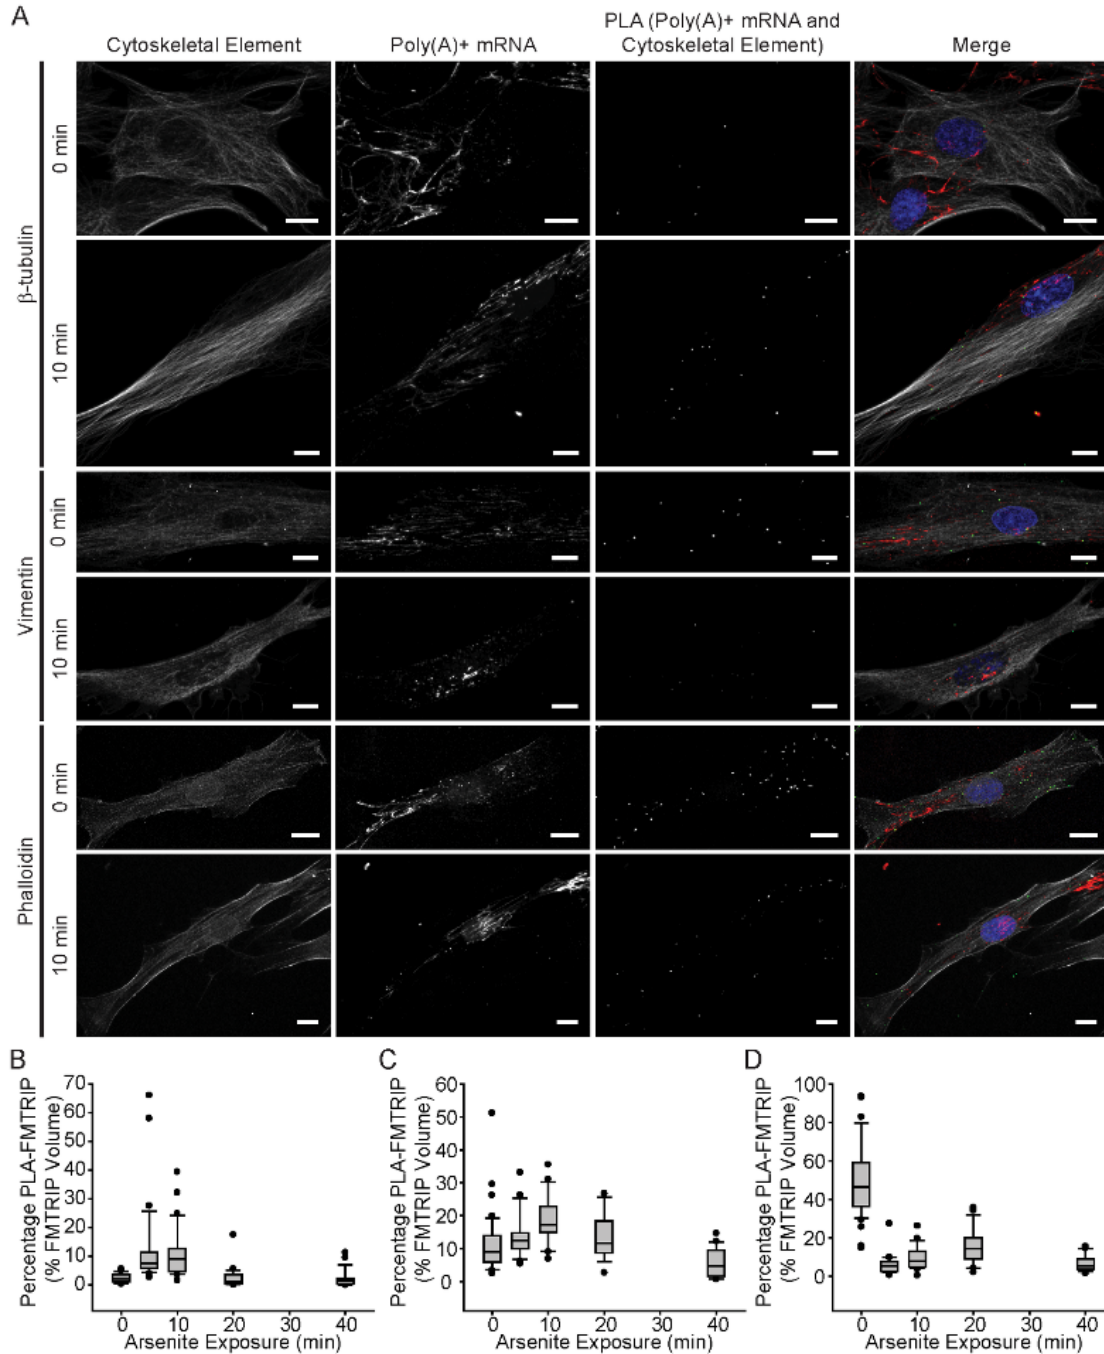 A
Cytoskeletal Element
Poly(A)+ mRNA
PLA (Poly(A)+ mRNA and
Cytoskeletal Element)
Merge
β-tubulin
0 min
10 min
Vimentin
0 min
10 min
Phalloidin
0 min
10 min
B
Percentage PLA-FMTRIP
(% FMTRIP Volume)
70
60
50
40
30
20
10
0
0 10 20 30 40
Arsenite Exposure (min)
C
Percentage PLA-FMTRIP
(% FMTRIP Volume)
60
50
40
30
20
10
0
0 10 20 30 40
Arsenite Exposure (min)
D
Percentage PLA-FMTRIP
(% FMTRIP Volume)
100
80
60
40
20
0
0 10 20 30 40
Arsenite Exposure (min)